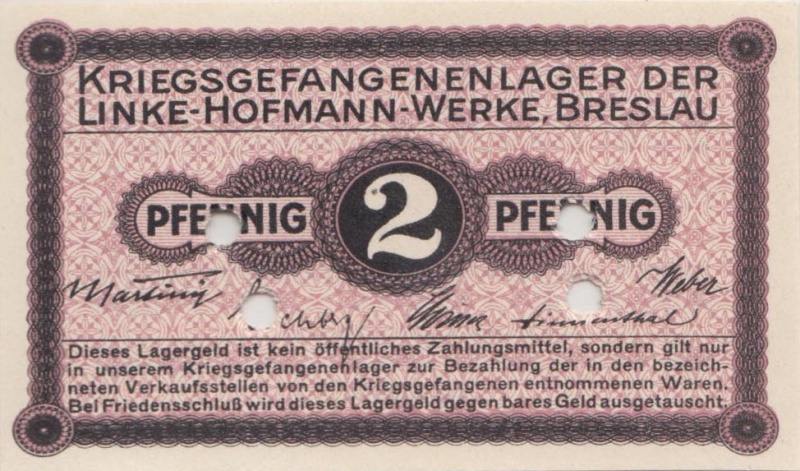 KRIEGSGEFANGENENLAGER DER
LINKE-HOFMANN-WERKE, BRESLAU
PFENNIG 2 PFENNIG
Weber
Dieses Lagergeld ist kein öffentliches Zahlungsmittel, sondern gilt nur
in unserem Kriegsgefangenenlager zur Bezahlung der in den bezeich-
neten Verkaufsstellen von den Kriegsgefangenen entnommenen Waren.
Bei Friedensschluß wird dieses Lagergeld gegen bares Geld ausgetauscht.